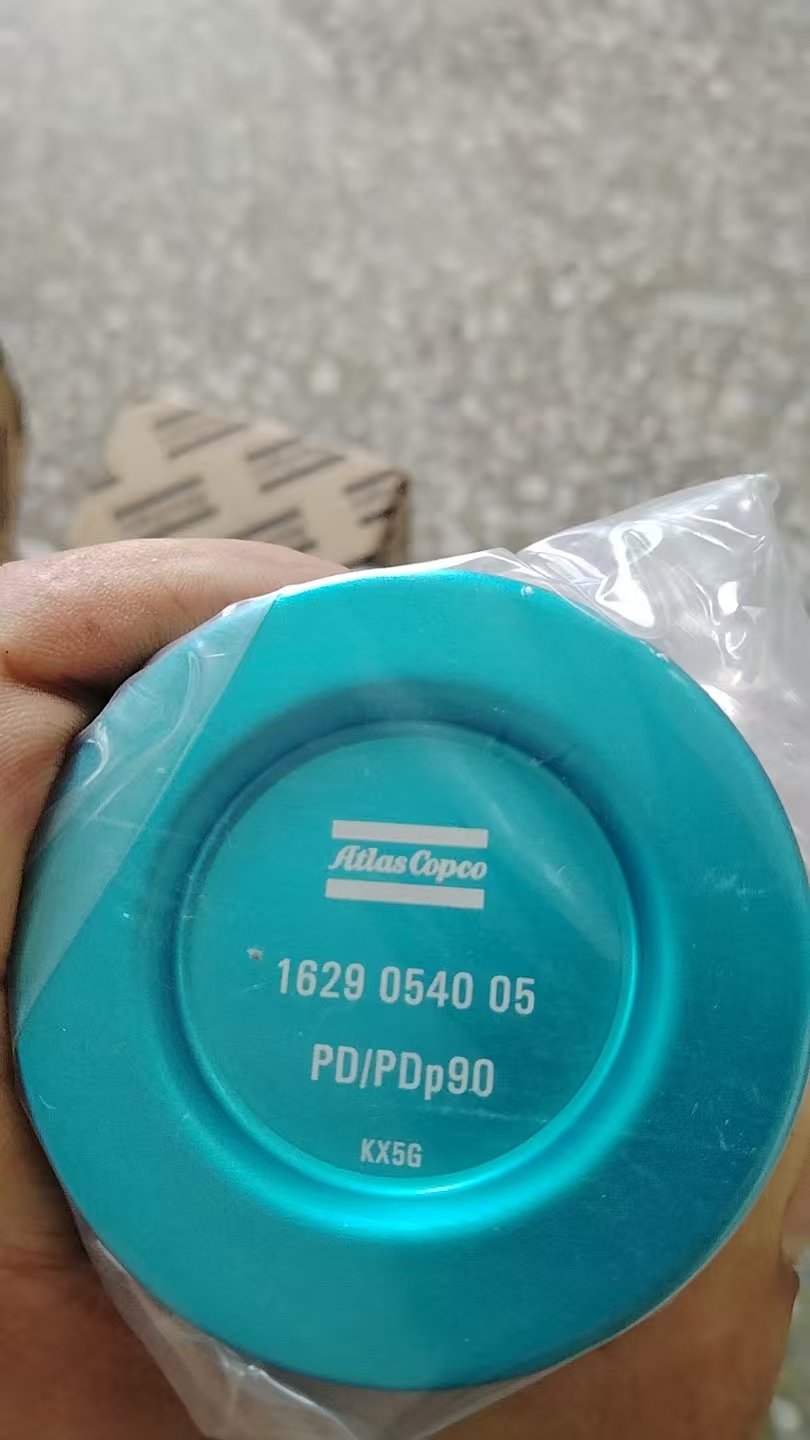 Atlas Copco
1629 0540 05
PD/PDp90
KX5G